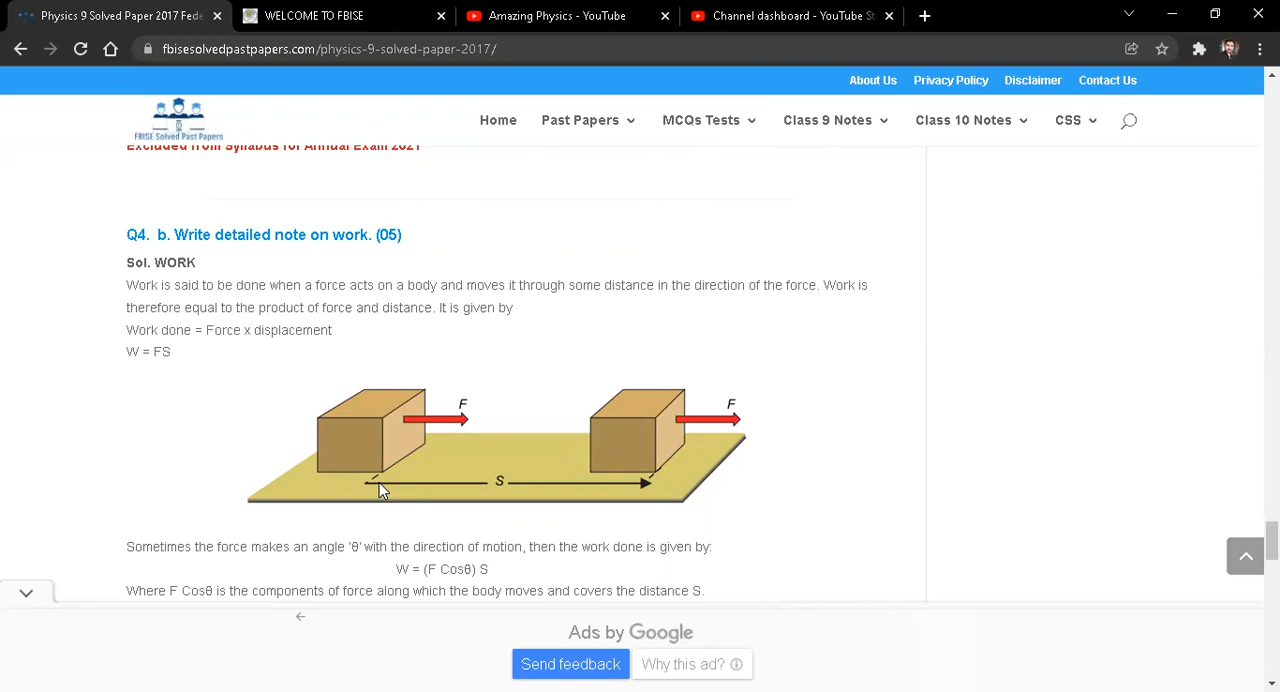 Physics 9 Solved Paper 2017 Fede
WELCOME TO FBISE
Amazing Physics - YouTube
Channel dashboard - YouTube St
fbisesolvedpastpapers.com/physics-9-solved-paper-2017/
About Us Privacy Policy Disclaimer Contact Us
FBISE Solved Past Papers
Home Past Papers MCQs Tests Class 9 Notes Class 10 Notes CSS
Excluded from Syllabus for Annual Exam 2021
Q4. b. Write detailed note on work. (05)
Sol. WORK
Work is said to be done when a force acts on a body and moves it through some distance in the direction of the force. Work is
therefore equal to the product of force and distance. It is given by
Work done = Force x displacement
W = FS
F F
S
Sometimes the force makes an angle 'θ' with the direction of motion, then the work done is given by:
W = (F Cosθ) S
Where F Cosθ is the components of force along which the body moves and covers the distance S.
Ads by Google
Send feedback Why this ad?